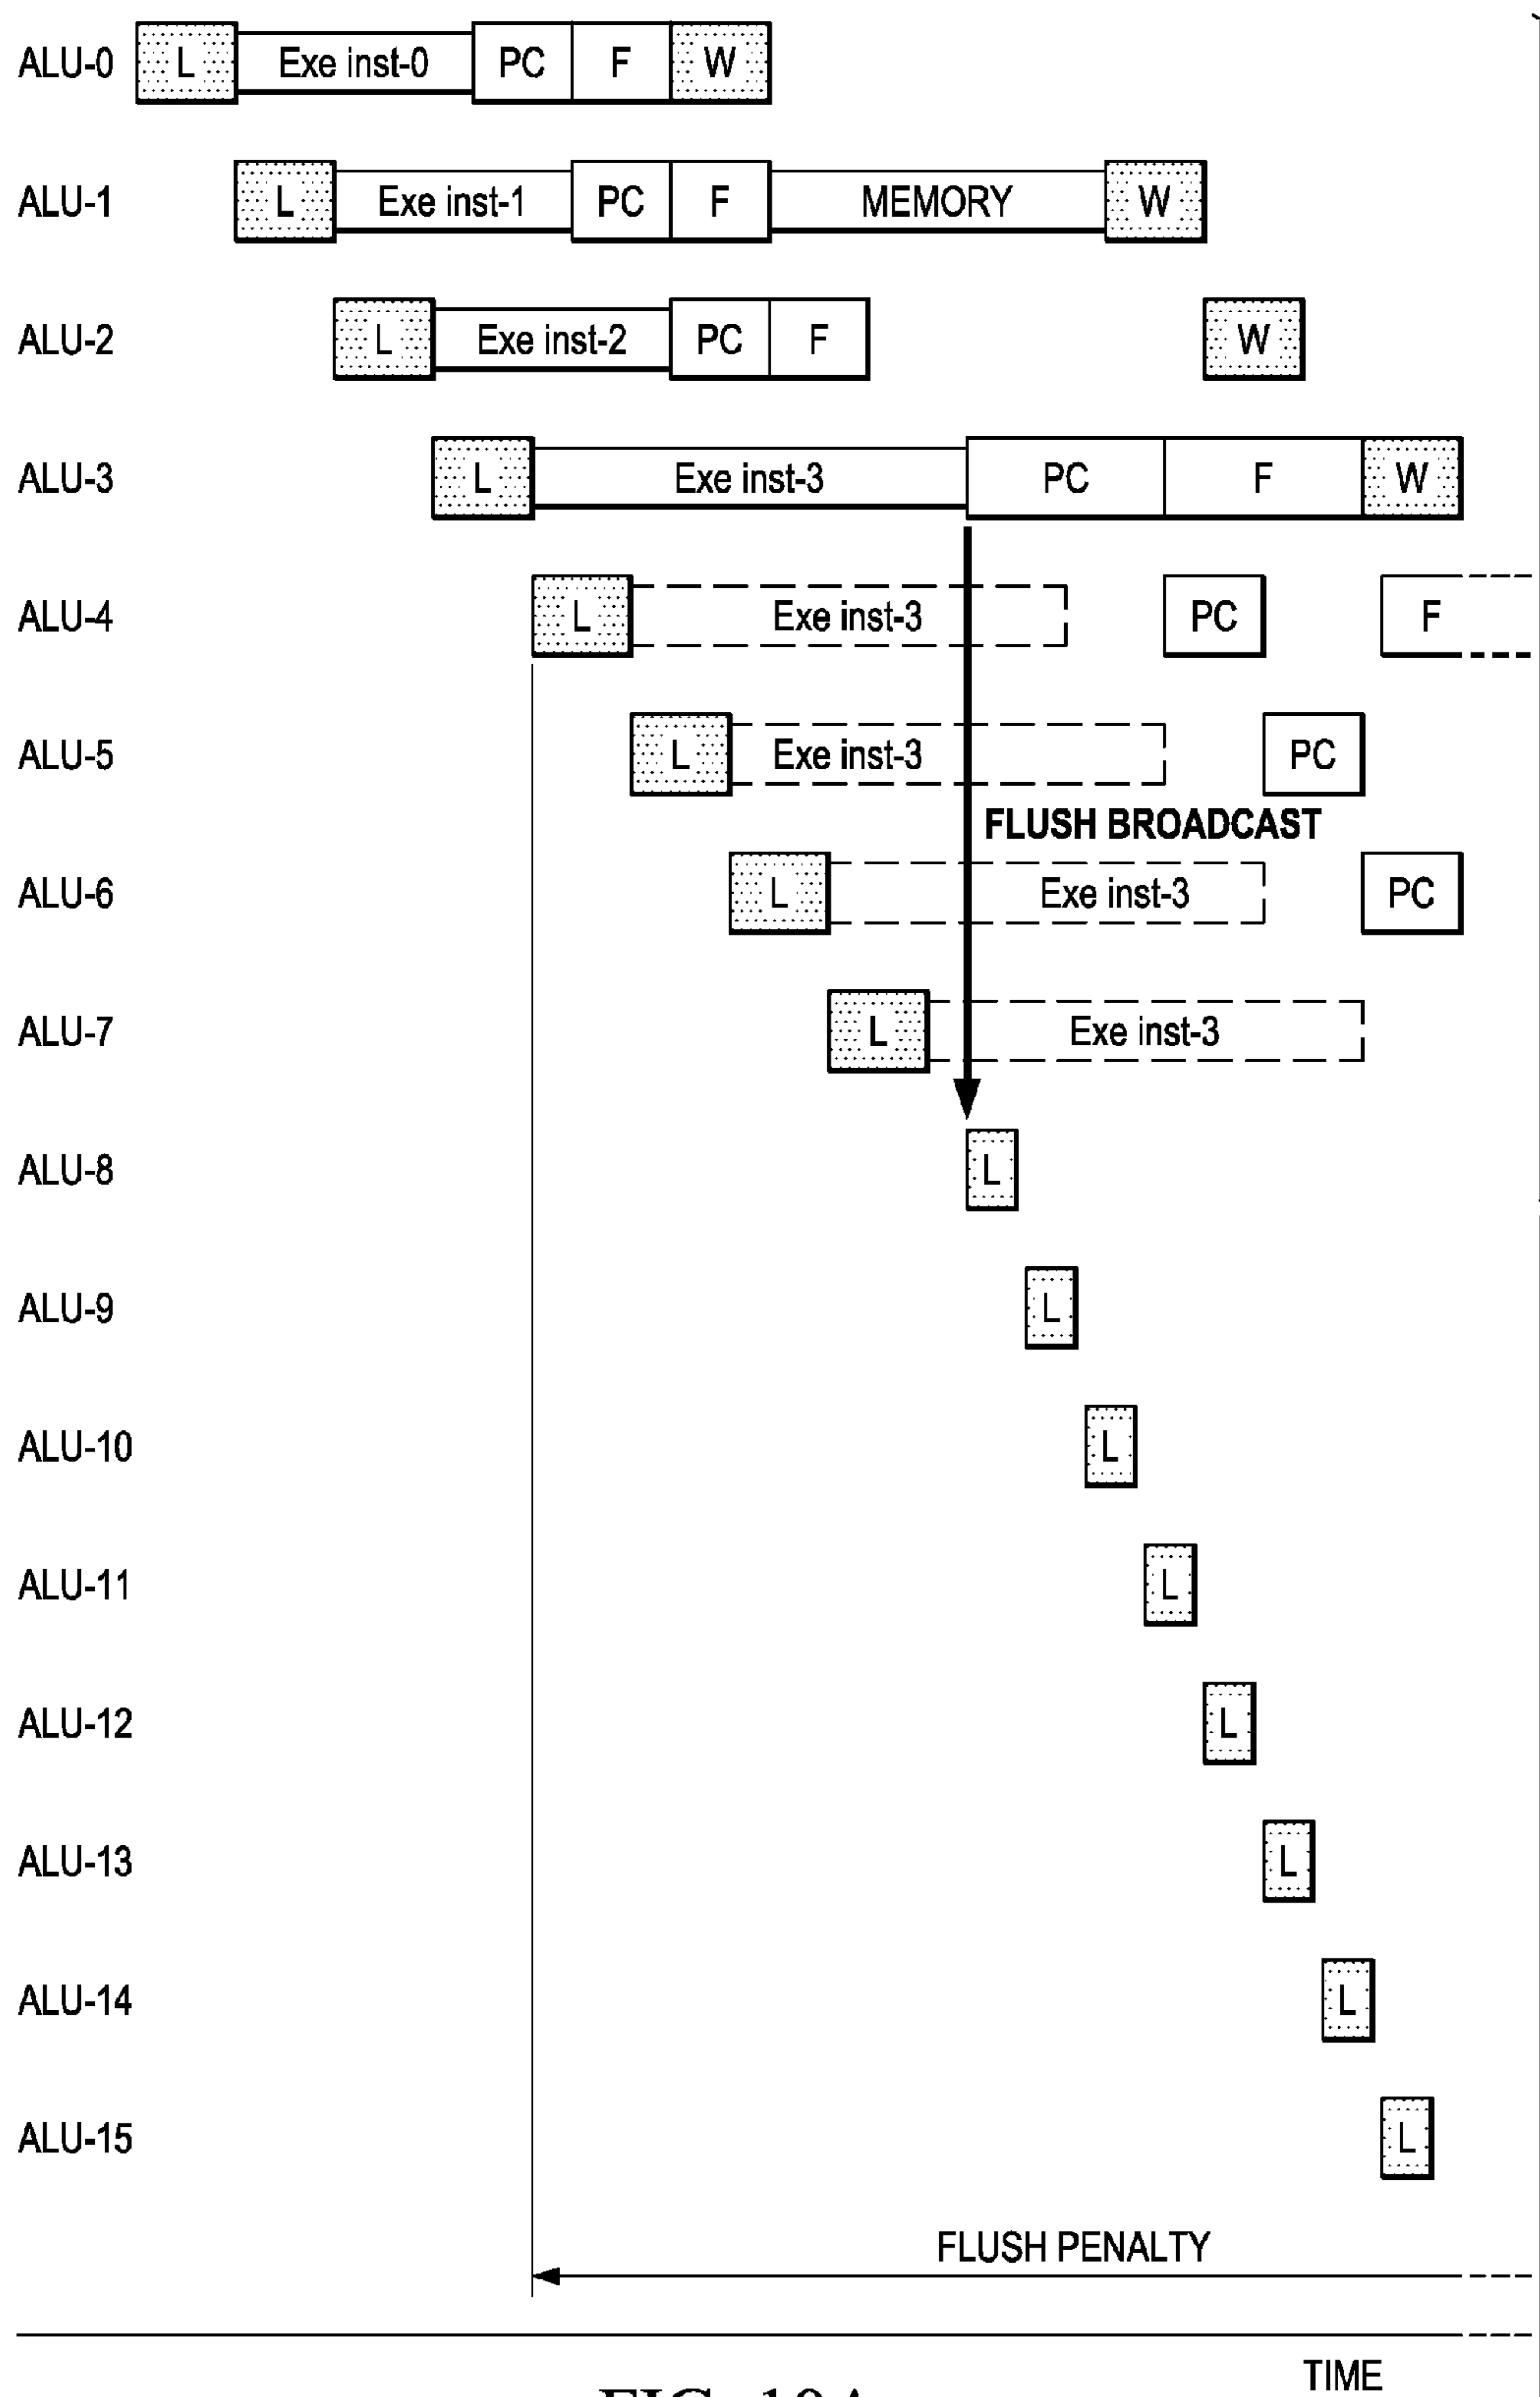 ALU-0 L Exe inst-0 PC F W
ALU-1 L Exe inst-1 PC F MEMORY W
ALU-2 L Exe inst-2 PC F W
ALU-3 L Exe inst-3 PC F W
ALU-4 L Exe inst-3 PC F
ALU-5 L Exe inst-3 PC
FLUSH BROADCAST
ALU-6 L Exe inst-3 PC
ALU-7 L Exe inst-3
ALU-8 L
ALU-9 L
ALU-10 L
ALU-11 L
ALU-12 L
ALU-13 L
ALU-14 L
ALU-15 L
FLUSH PENALTY
TIME
FIG. 10A